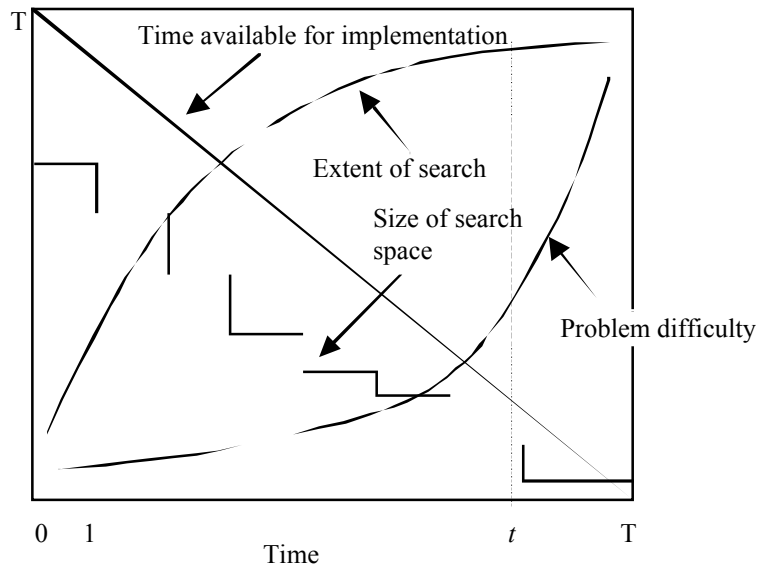 T
Time available for implementation
Extent of search
Size of search
space
Problem difficulty
0 1 t T
Time